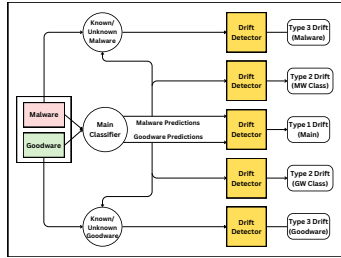 Known/
Unknown
Malware
Drift
Detector
Type 3 Drift
(Malware)
Drift
Detector
Type 2 Drift
(MW Class)
Malware
Goodware
Main
Classifier
Malware Predictions
Goodware Predictions
Drift
Detector
Type 1 Drift
(Main)
Drift
Detector
Type 2 Drift
(GW Class)
Known/
Unknown
Goodware
Drift
Detector
Type 3 Drift
(Goodware)